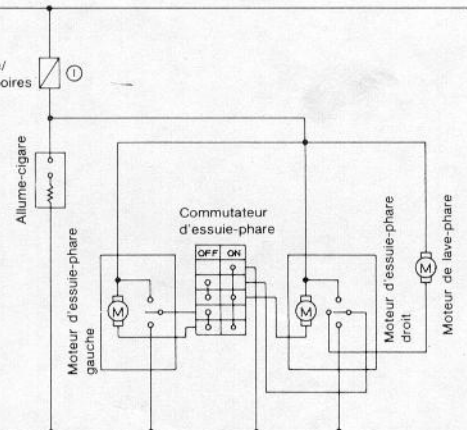 /
oires
I
Allume-cigare
Moteur d'essuie-phare
gauche
M
Commutateur
d'essuie-phare
OFF ON
M
Moteur d'essuie-phare
droit
M
Moteur de lave-phare